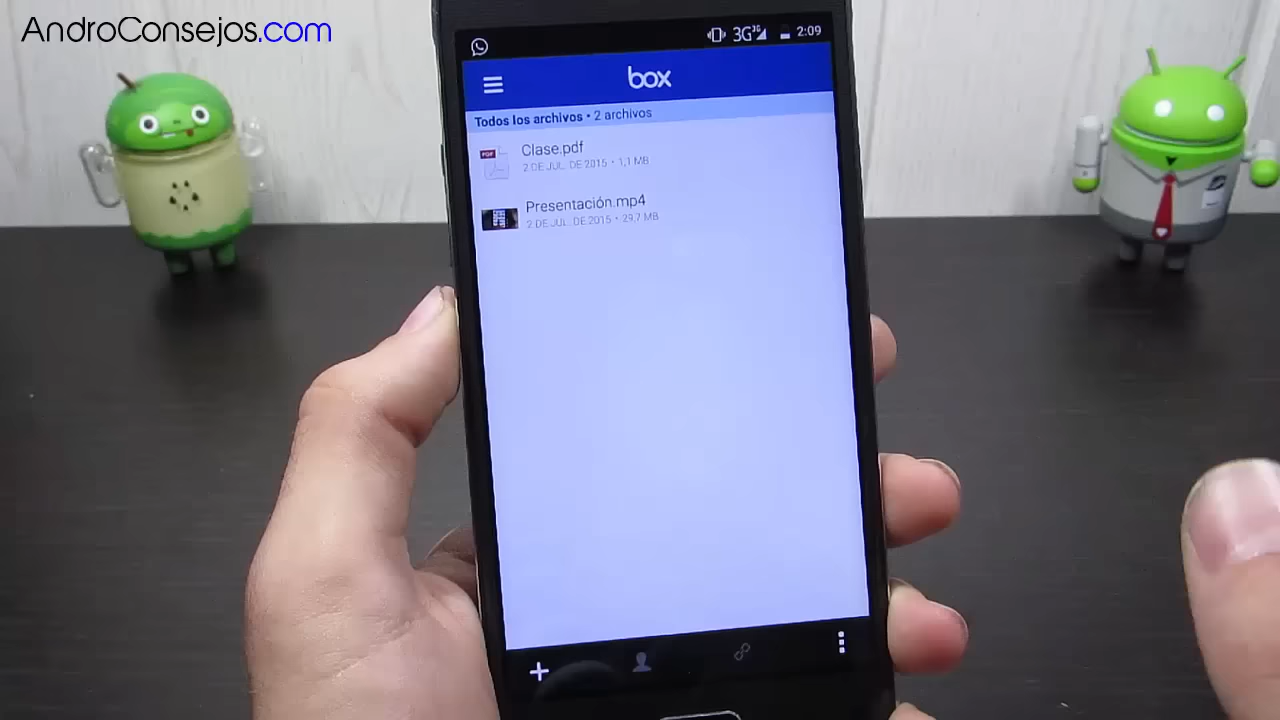 AndroConsejos.com
3G 3G 2:09
box
Todos los archivos • 2 archivos
PDF
Clase.pdf
2 DE JUL. DE 2015 • 1,1 MB
Presentación.mp4
2 DE JUL. DE 2015 • 29,7 MB